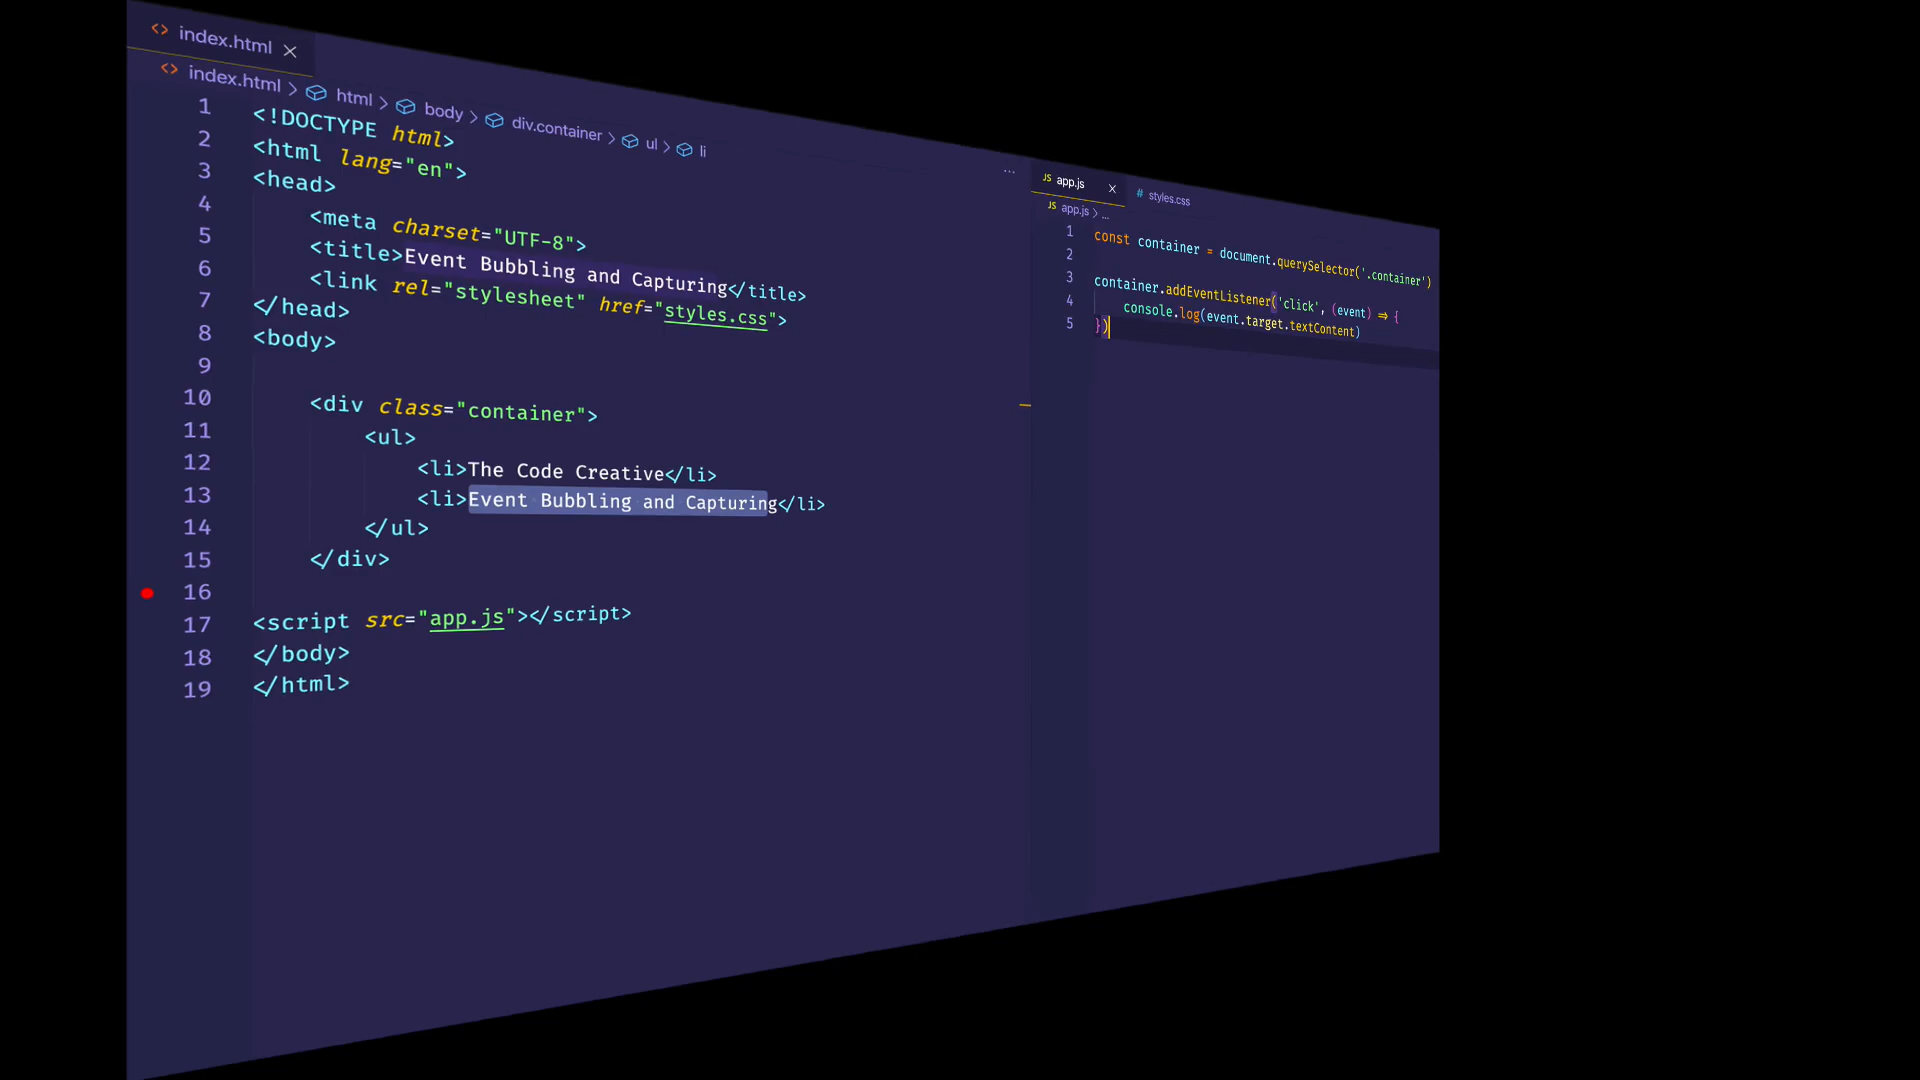 <> index.html ×
<> index.html > html > body > div.container > ul > li
1 <!DOCTYPE html>
2 <html lang="en">
3 <head>
4 <meta charset="UTF-8">
5 <title>Event Bubbling and Capturing</title>
6 <link rel="stylesheet" href="styles.css">
7 </head>
8 <body>
9
10 <div class="container">
11 <ul>
12 <li>The Code Creative</li>
13 <li>Event Bubbling and Capturing</li>
14 </ul>
15 </div>
16
17 <script src="app.js"></script>
18 </body>
19 </html>
...
JS app.js × # styles.css
JS app.js > ...
1 const container = document.querySelector('.container')
2
3 container.addEventListener('click', (event) => {
4 console.log(event.target.textContent)
5 })